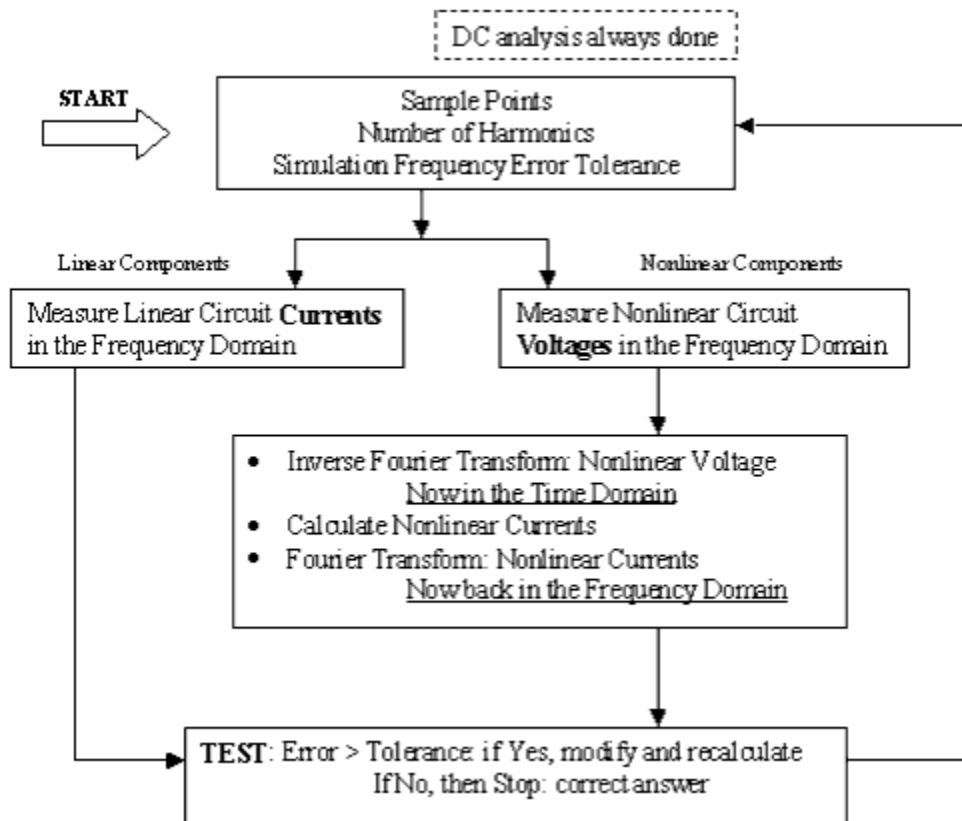 DC analysis always done
START
Sample Points
Number of Harmonics
Simulation Frequency Error Tolerance
Linear Components
Nonlinear Components
Measure Linear Circuit Currents
in the Frequency Domain
Measure Nonlinear Circuit
Voltages in the Frequency Domain
• Inverse Fourier Transform: Nonlinear Voltage
Now in the Time Domain
• Calculate Nonlinear Currents
• Fourier Transform: Nonlinear Currents
Now back in the Frequency Domain
TEST: Error > Tolerance: if Yes, modify and recalculate
If No, then Stop: correct answer